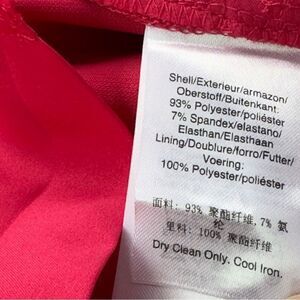 Shell/Exterieur/armazon/
Oberstoff/Buitenkant:
93% Polyester/poliéster
7% Spandex/elastano/
Elasthan/Elasthaan
Lining/Doublure/forro/Futter/
Voering:
100% Polyester/poliéster
面料: 93% 聚酯纤维,7% 氨
纶
里料: 100% 聚酯纤维
Dry Clean Only. Cool Iron.